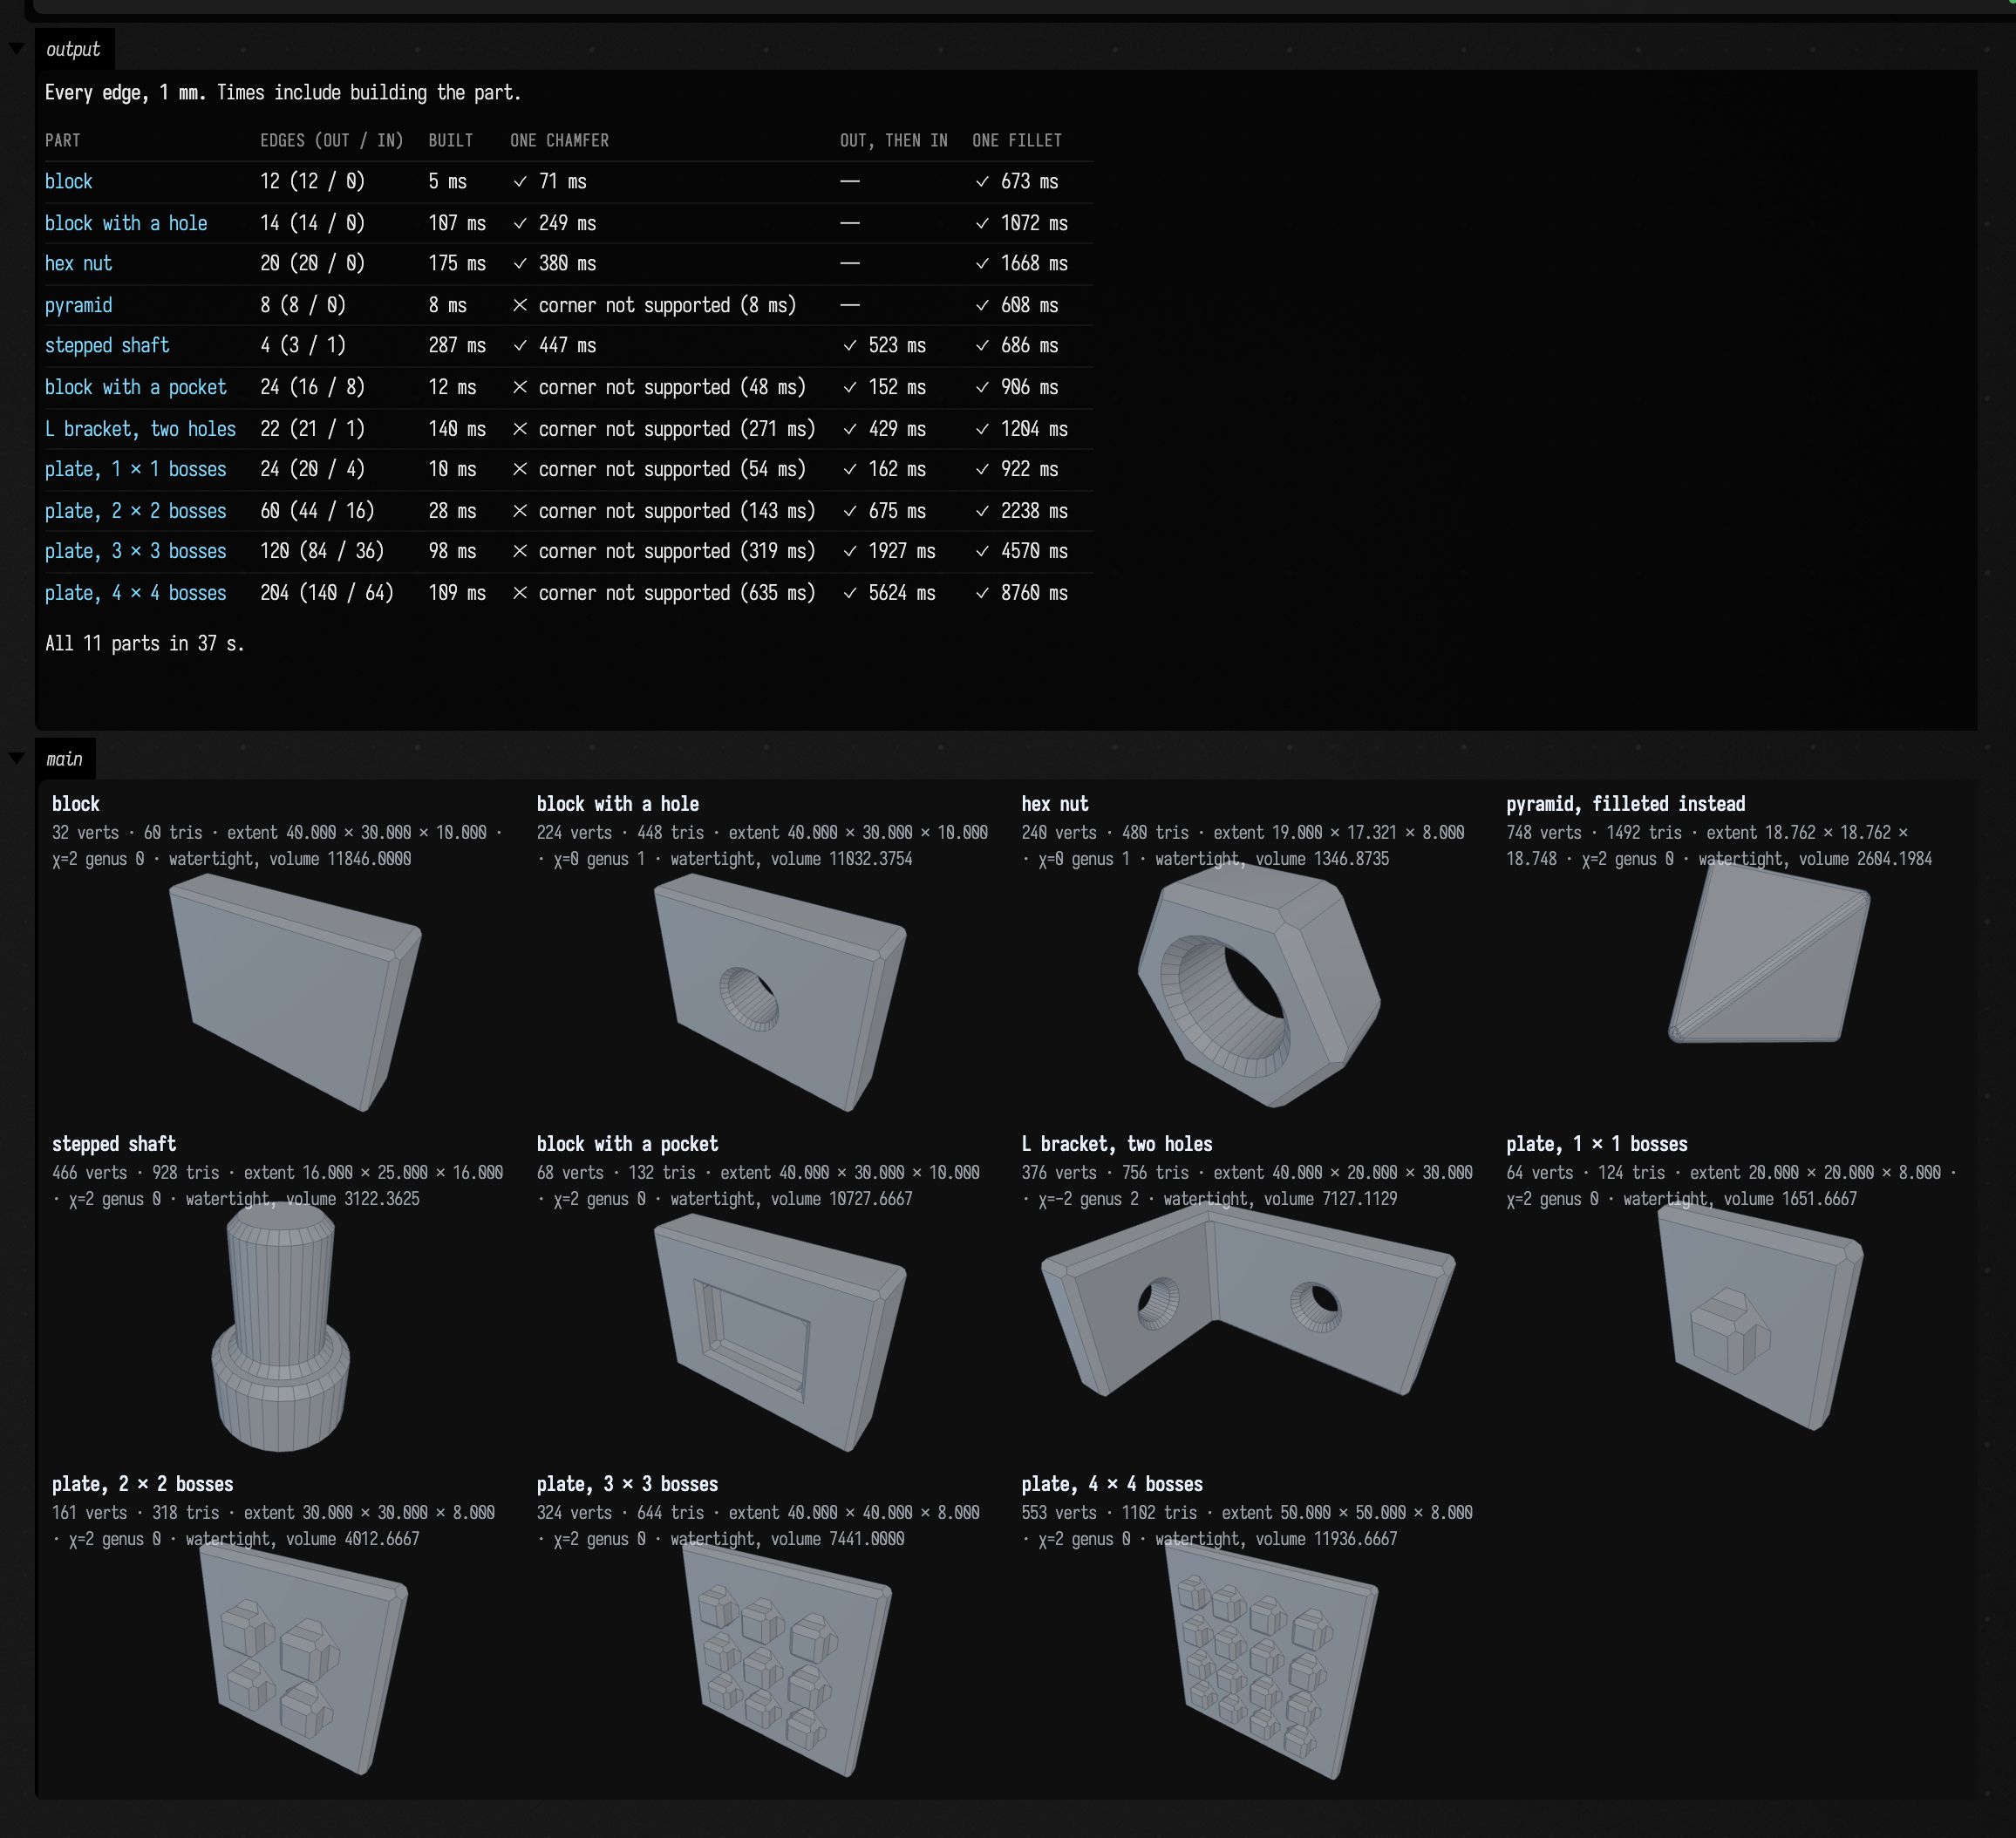 output
Every edge, 1 mm. Times include building the part.
PART EDGES (OUT / IN) BUILT ONE CHAMFER OUT, THEN IN ONE FILLET
block 12 (12 / 0) 5 ms ✓ 71 ms — ✓ 673 ms
block with a hole 14 (14 / 0) 107 ms ✓ 249 ms — ✓ 1072 ms
hex nut 20 (20 / 0) 175 ms ✓ 380 ms — ✓ 1668 ms
pyramid 8 (8 / 0) 8 ms ✕ corner not supported (8 ms) — ✓ 608 ms
stepped shaft 4 (3 / 1) 287 ms ✓ 447 ms ✓ 523 ms ✓ 686 ms
block with a pocket 24 (16 / 8) 12 ms ✕ corner not supported (48 ms) ✓ 152 ms ✓ 906 ms
L bracket, two holes 22 (21 / 1) 140 ms ✕ corner not supported (271 ms) ✓ 429 ms ✓ 1204 ms
plate, 1 × 1 bosses 24 (20 / 4) 10 ms ✕ corner not supported (54 ms) ✓ 162 ms ✓ 922 ms
plate, 2 × 2 bosses 60 (44 / 16) 28 ms ✕ corner not supported (143 ms) ✓ 675 ms ✓ 2238 ms
plate, 3 × 3 bosses 120 (84 / 36) 98 ms ✕ corner not supported (319 ms) ✓ 1927 ms ✓ 4570 ms
plate, 4 × 4 bosses 204 (140 / 64) 109 ms ✕ corner not supported (635 ms) ✓ 5624 ms ✓ 8760 ms
All 11 parts in 37 s.
main
block
32 verts · 60 tris · extent 40.000 × 30.000 × 10.000 ·
χ=2 genus 0 · watertight, volume 11846.0000
block with a hole
224 verts · 448 tris · extent 40.000 × 30.000 × 10.000
· χ=0 genus 1 · watertight, volume 11032.3754
hex nut
240 verts · 480 tris · extent 19.000 × 17.321 × 8.000
· χ=0 genus 1 · watertight, volume 1346.8735
pyramid, filleted instead
748 verts · 1492 tris · extent 18.762 × 18.762 ×
18.748 · χ=2 genus 0 · watertight, volume 2604.1984
stepped shaft
466 verts · 928 tris · extent 16.000 × 25.000 × 16.000
· χ=2 genus 0 · watertight, volume 3122.3625
block with a pocket
68 verts · 132 tris · extent 40.000 × 30.000 × 10.000
· χ=2 genus 0 · watertight, volume 10727.6667
L bracket, two holes
376 verts · 756 tris · extent 40.000 × 20.000 × 30.000
· χ=-2 genus 2 · watertight, volume 7127.1129
plate, 1 × 1 bosses
64 verts · 124 tris · extent 20.000 × 20.000 × 8.000 ·
χ=2 genus 0 · watertight, volume 1651.6667
plate, 2 × 2 bosses
161 verts · 318 tris · extent 30.000 × 30.000 × 8.000
· χ=2 genus 0 · watertight, volume 4012.6667
plate, 3 × 3 bosses
324 verts · 644 tris · extent 40.000 × 40.000 × 8.000
· χ=2 genus 0 · watertight, volume 7441.0000
plate, 4 × 4 bosses
553 verts · 1102 tris · extent 50.000 × 50.000 × 8.000
· χ=2 genus 0 · watertight, volume 11936.6667